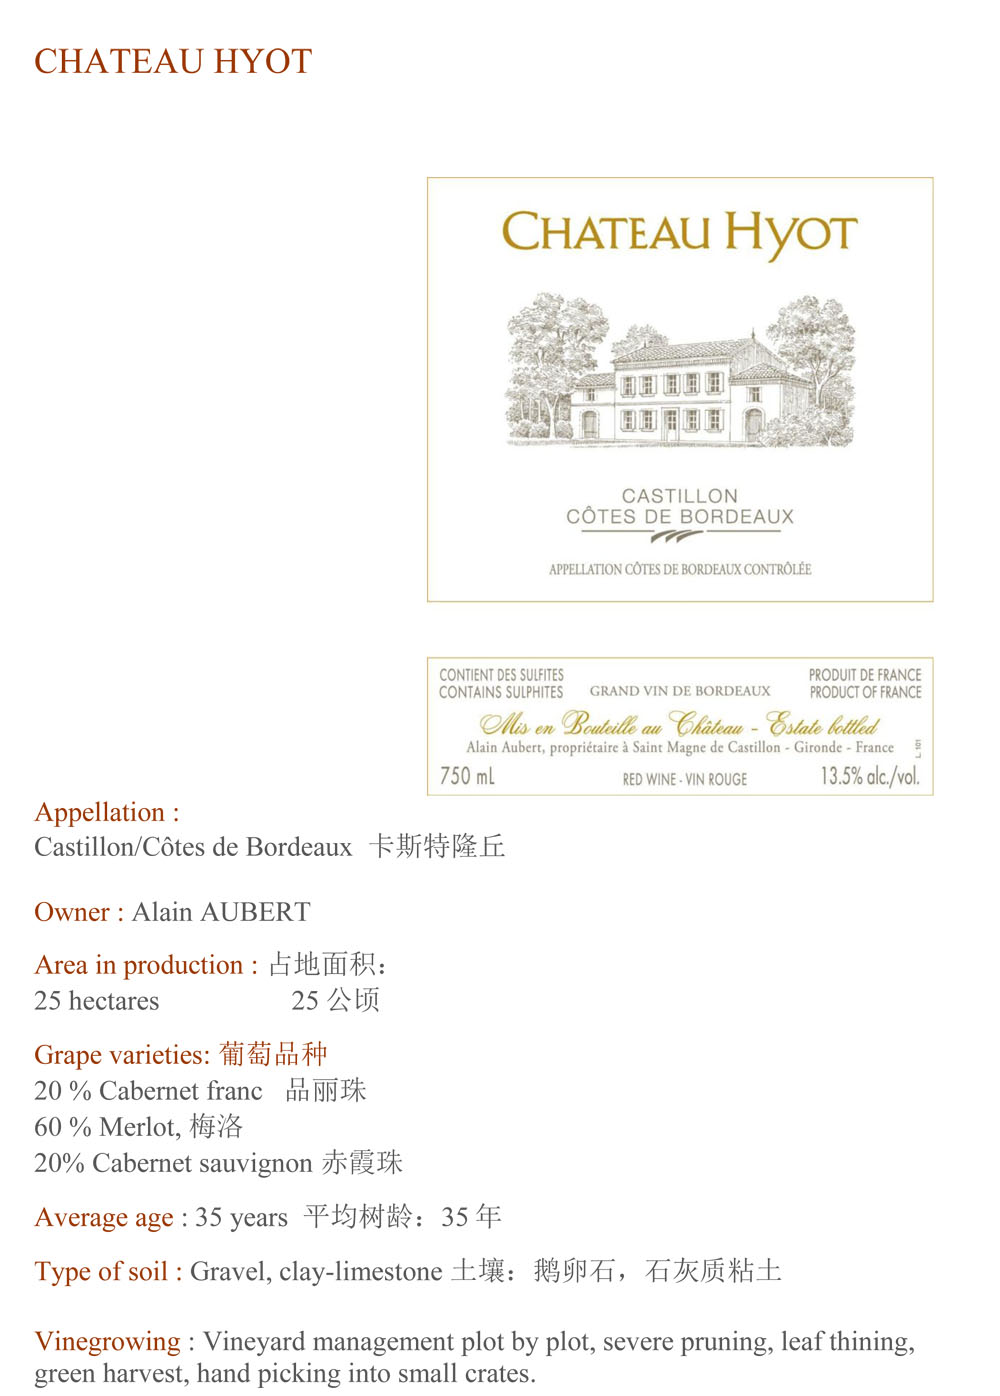 CHATEAU HYOT
CHATEAU HYOT
CASTILLON
CÔTES DE BORDEAUX
APPELLATION CÔTES DE BORDEAUX CONTRÔLÉE
CONTIENT DES SULFITES
CONTAINS SULPHITES
GRAND VIN DE BORDEAUX
PRODUIT DE FRANCE
PRODUCT OF FRANCE
Mis en Bouteille au Château - Estate bottled
Alain Aubert, propriétaire à Saint Magne de Castillon - Gironde - France
L. 101
750 mL
RED WINE - VIN ROUGE
13.5% alc./vol.
Appellation :
Castillon/Côtes de Bordeaux 卡斯特隆丘
Owner : Alain AUBERT
Area in production : 占地面积：
25 hectares 25 公顷
Grape varieties: 葡萄品种
20 % Cabernet franc 品丽珠
60 % Merlot, 梅洛
20% Cabernet sauvignon 赤霞珠
Average age : 35 years 平均树龄：35 年
Type of soil : Gravel, clay-limestone 土壤：鹅卵石，石灰质粘土
Vinegrowing : Vineyard management plot by plot, severe pruning, leaf thining,
green harvest, hand picking into small crates.